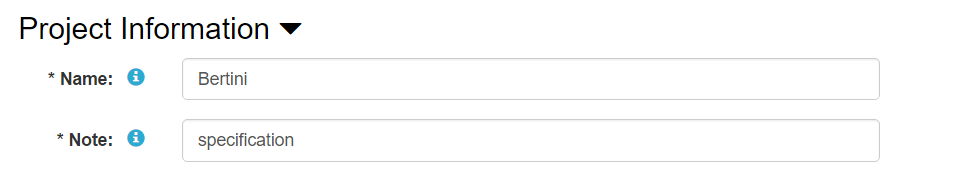 Project Information
* Name: Bertini
* Note: specification